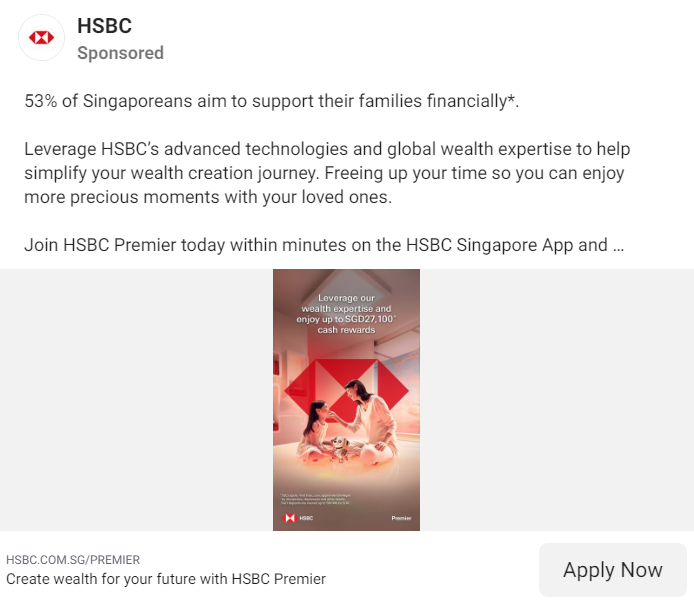 HSBC
Sponsored
53% of Singaporeans aim to support their families financially*.
Leverage HSBC’s advanced technologies and global wealth expertise to help
simplify your wealth creation journey. Freeing up your time so you can enjoy
more precious moments with your loved ones.
Join HSBC Premier today within minutes on the HSBC Singapore App and ...
Leverage our
wealth expertise and
enjoy up to SGD27,100*
cash rewards
HSBC
Premier
HSBC.COM.SG/PREMIER
Create wealth for your future with HSBC Premier
Apply Now